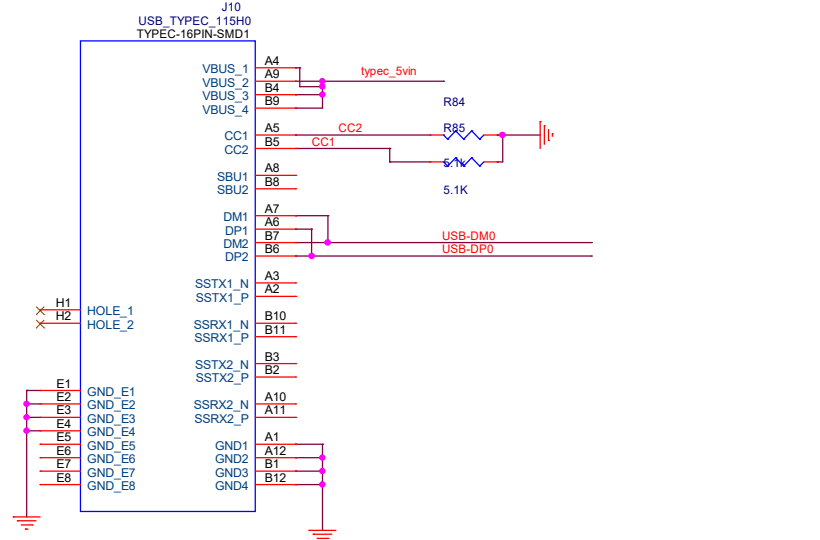 J10
USB_TYPEC_115H0
TYPEC-16PIN-SMD1
VBUS_1 A4
VBUS_2 A9 typec_5vin
VBUS_3 B4
VBUS_4 B9
R84
CC1 A5 CC2 R85
CC2 B5 CC1
5.1k
SBU1 A8
SBU2 B8
5.1K
DM1 A7
DP1 A6
DM2 B7 USB-DM0
DP2 B6 USB-DP0
SSTX1_N A3
SSTX1_P A2
H1 HOLE_1
H2 HOLE_2
SSRX1_N B10
SSRX1_P B11
SSTX2_N B3
SSTX2_P B2
E1 GND_E1
E2 GND_E2 SSRX2_N A10
E3 GND_E3 SSRX2_P A11
E4 GND_E4
E5 GND_E5 GND1 A1
E6 GND_E6 GND2 A12
E7 GND_E7 GND3 B1
E8 GND_E8 GND4 B12